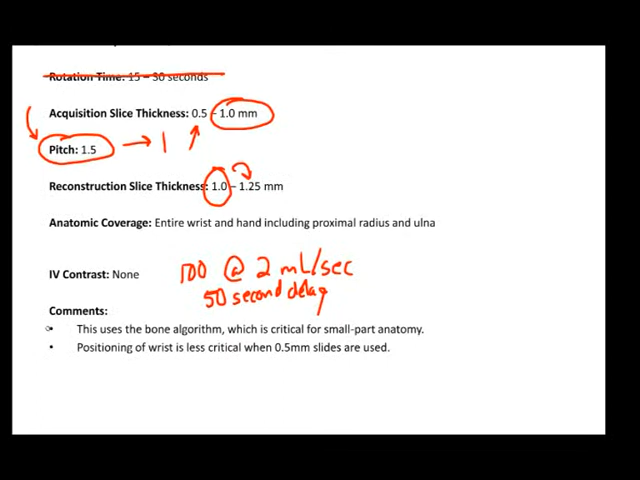 Rotation Time: 15 – 30 seconds
Acquisition Slice Thickness: 0.5 – 1.0 mm
Pitch: 1.5 → 1
Reconstruction Slice Thickness: 1.0 – 1.25 mm
Anatomic Coverage: Entire wrist and hand including proximal radius and ulna
IV Contrast: None 100 @ 2 mL/sec
50 second delay
Comments:
• This uses the bone algorithm, which is critical for small-part anatomy.
• Positioning of wrist is less critical when 0.5mm slides are used.